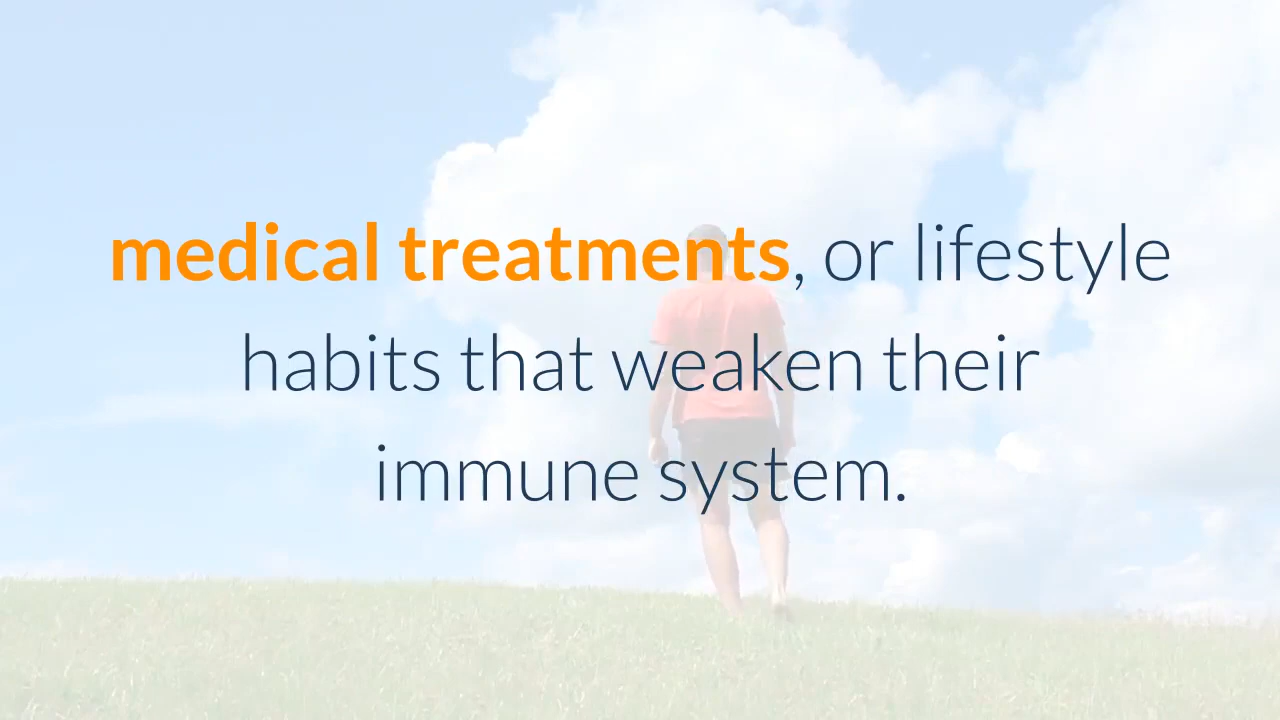 medical treatments, or lifestyle
habits that weaken their
immune system.